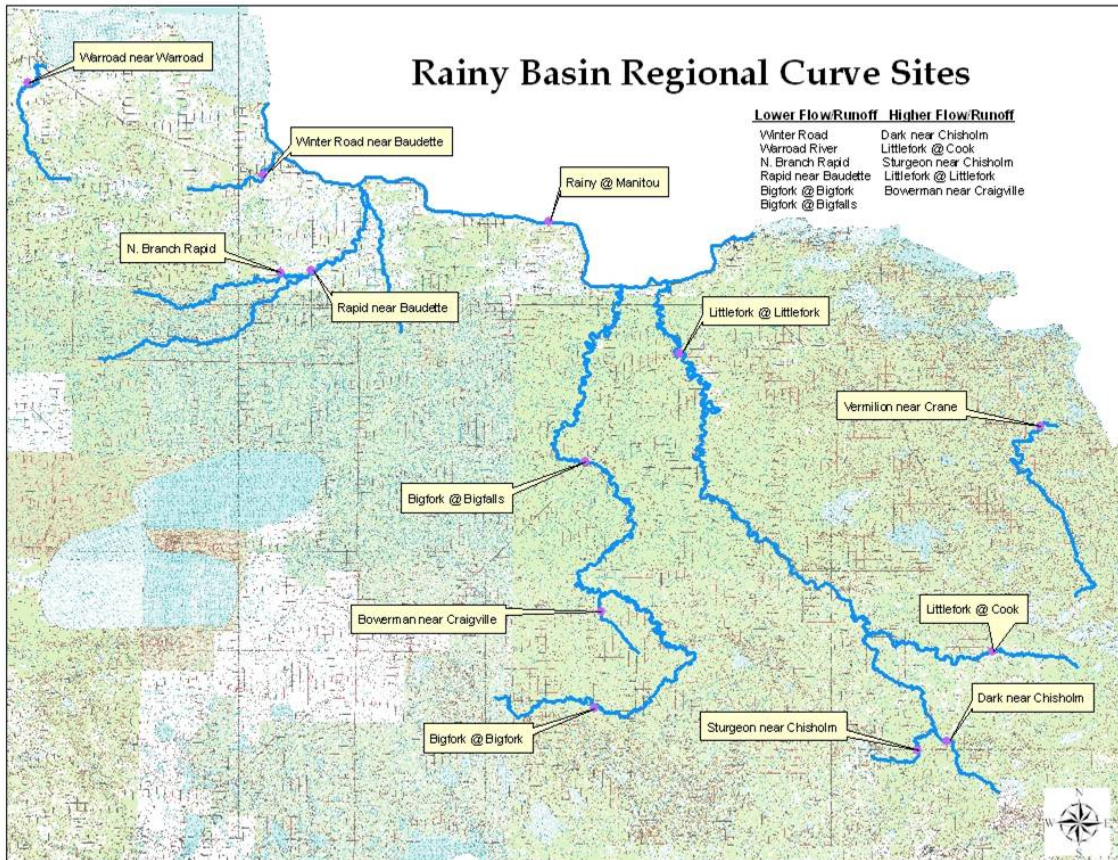 Warroad near Warroad
Rainy Basin Regional Curve Sites
Lower Flow/Runoff Higher Flow/Runoff
Winter Road Dark near Chisholm
Warroad River Littlefork @ Cook
N. Branch Rapid Sturgeon near Chisholm
Rapid near Baudette Littlefork @ Littlefork
Bigfork @ Bigfork Bowerman near Craigville
Bigfork @ Bigfalls
Winter Road near Baudette
Rainy @ Manitou
N. Branch Rapid
Rapid near Baudette
Littlefork @ Littlefork
Vermilion near Crane
Bigfork @ Bigfalls
Bowerman near Craigville
Littlefork @ Cook
Dark near Chisholm
Sturgeon near Chisholm
Bigfork @ Bigfork
N
W E
S